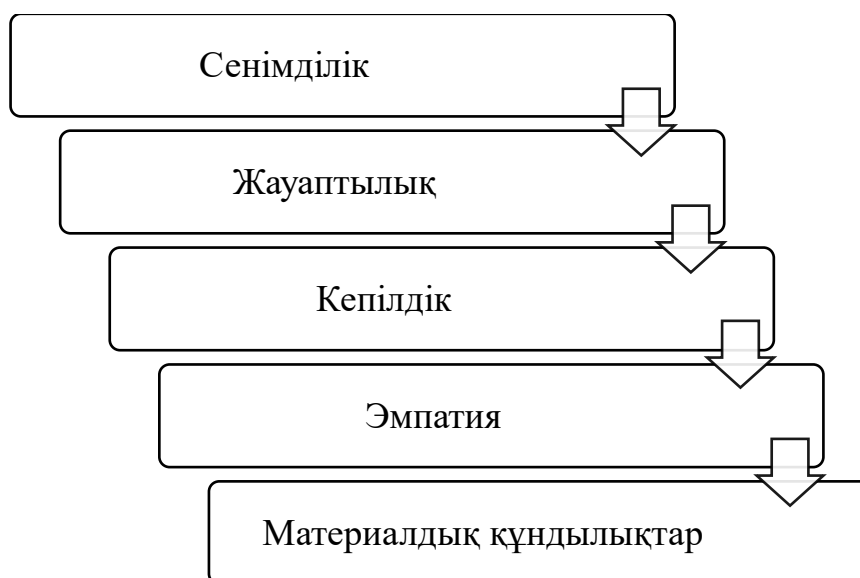 Сенімділік
Жауаптылық
Кепілдік
Эмпатия
Материалдық құндылықтар